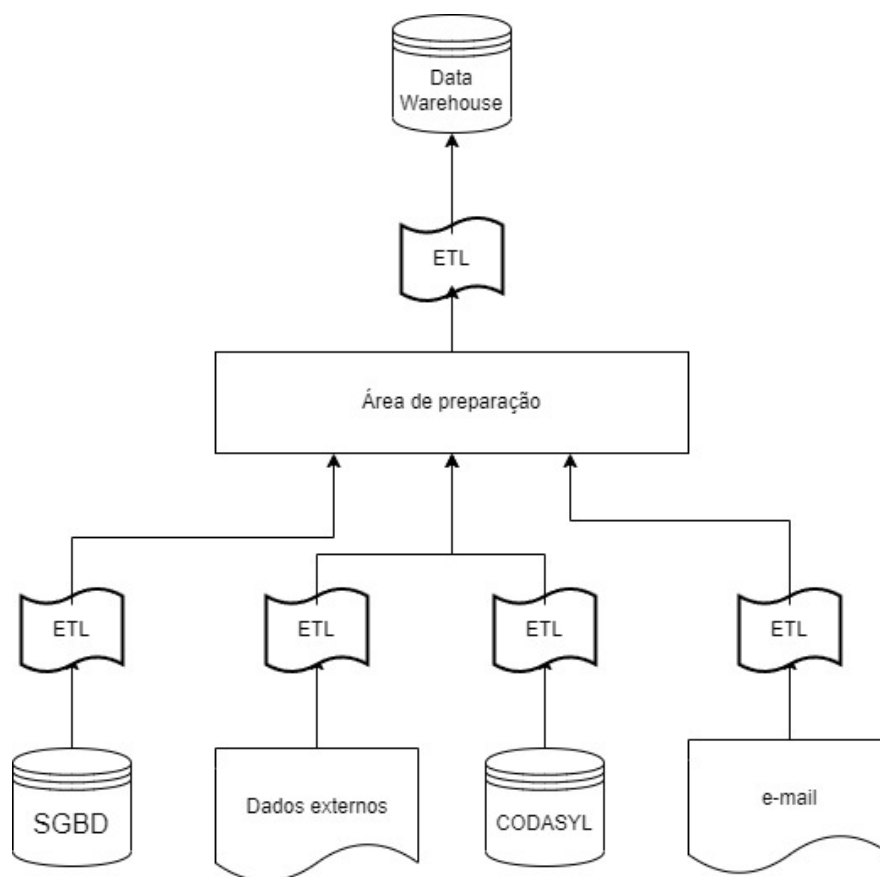 Data
Warehouse
ETL
Área de preparação
ETL
ETL
ETL
ETL
SGBD
Dados externos
CODASYL
e-mail